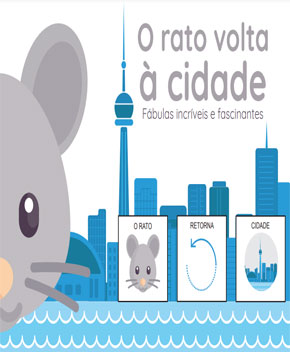 O rato volta
à cidade
Fábulas incríveis e fascinantes
O RATO
RETORNA
CIDADE